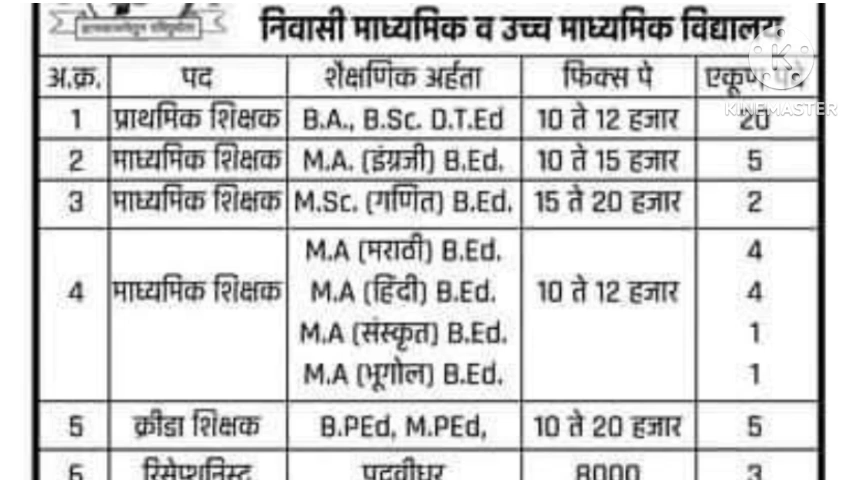 निवासी माध्यमिक व उच्च माध्यमिक विद्यालय
अ.क्र. पद शैक्षणिक अर्हता फिक्स पे एकूण पदे
KINEMASTER
1 प्राथमिक शिक्षक B.A., B.Sc. D.T.Ed 10 ते 12 हजार 20
2 माध्यमिक शिक्षक M.A. (इंग्रजी) B.Ed. 10 ते 15 हजार 5
3 माध्यमिक शिक्षक M.Sc. (गणित) B.Ed. 15 ते 20 हजार 2
M.A (मराठी) B.Ed. 4
4 माध्यमिक शिक्षक M.A (हिंदी) B.Ed. 10 ते 12 हजार 4
M.A (संस्कृत) B.Ed. 1
M.A (भूगोल) B.Ed. 1
5 क्रीडा शिक्षक B.PEd, M.PEd, 10 ते 20 हजार 5
6 रिसेप्शनिस्ट पदवीधर 8000 3